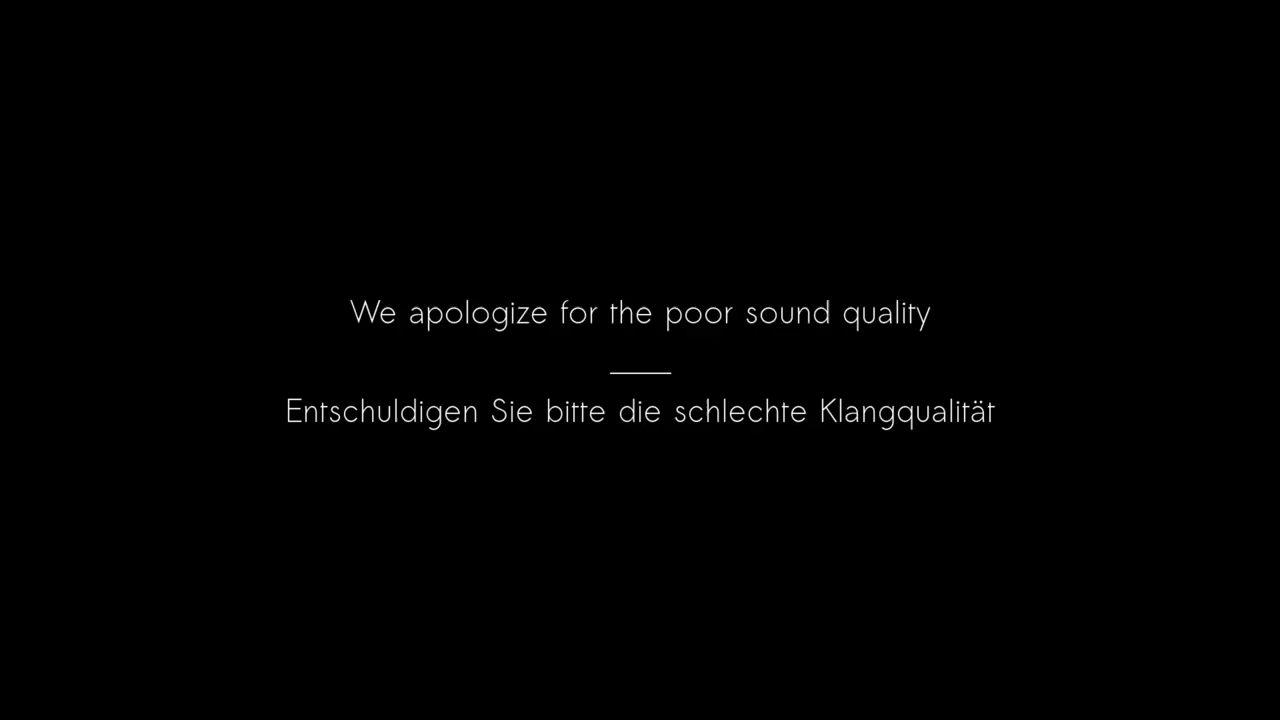 We apologize for the poor sound quality
Entschuldigen Sie bitte die schlechte Klangqualität